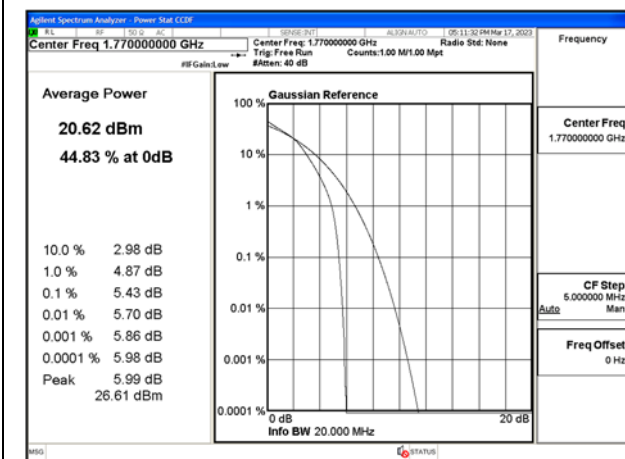 Agilent Spectrum Analyzer - Power Stat CCDF
RL RF 50 Ω AC SENSE:INT ALIGN AUTO 05:11:32 PM Mar 17, 2023
Center Freq 1.770000000 GHz
Center Freq: 1.770000000 GHz Radio Std: None
Trig: Free Run Counts:1.00 M/1.00 Mpt
#IFGain:Low #Atten: 40 dB
Frequency
Average Power
20.62 dBm
44.83 % at 0dB
10.0 % 2.98 dB
1.0 % 4.87 dB
0.1 % 5.43 dB
0.01 % 5.70 dB
0.001 % 5.86 dB
0.0001 % 5.98 dB
Peak 5.99 dB
26.61 dBm
Gaussian Reference
100 %
10 %
1 %
0.1 %
0.01 %
0.001 %
0.0001 %
0 dB 20 dB
Info BW 20.000 MHz
Center Freq
1.770000000 GHz
CF Step
5.000000 MHz
Auto Man
Freq Offset
0 Hz
MSG STATUS